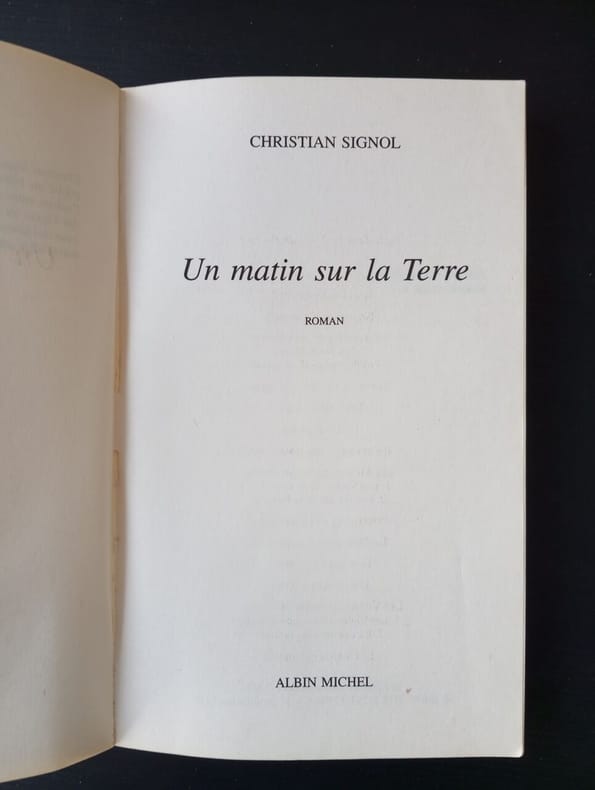 CHRISTIAN SIGNOL
Un matin sur la Terre
ROMAN
ALBIN MICHEL